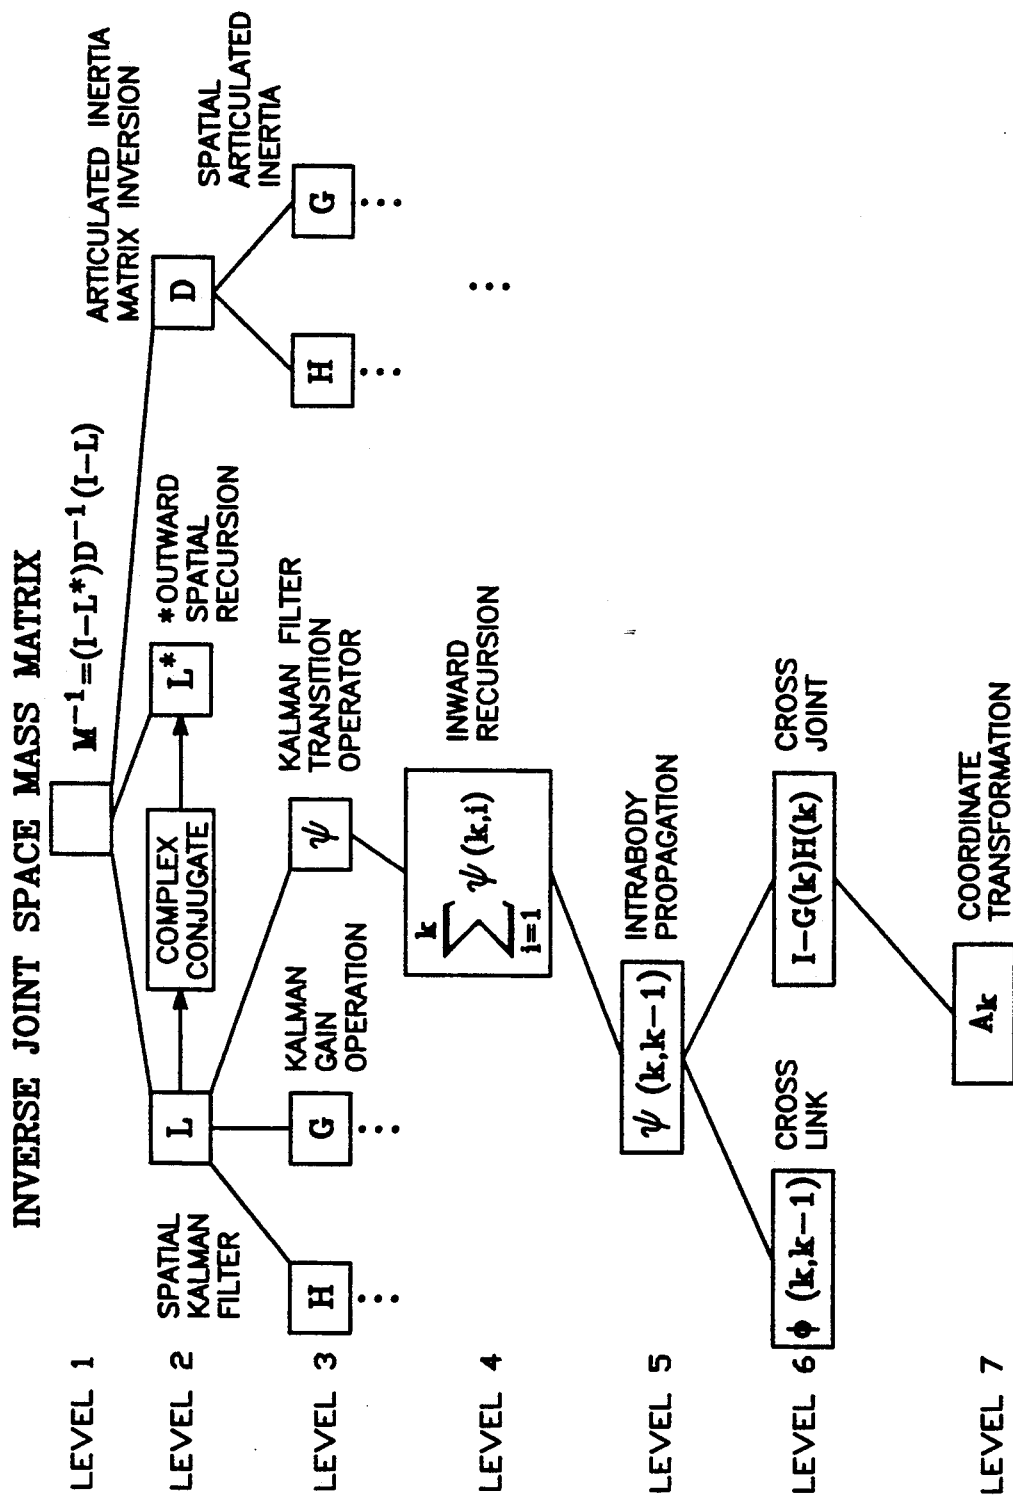 INVERSE JOINT SPACE MASS MATRIX
LEVEL 1
M⁻¹=(I−L*)D⁻¹(I−L)
LEVEL 2
SPATIAL
KALMAN
FILTER
L
COMPLEX
CONJUGATE
L*
*OUTWARD
SPATIAL
RECURSION
D
ARTICULATED INERTIA
MATRIX INVERSION
LEVEL 3
H
...
G
...
KALMAN
GAIN
OPERATION
ψ
KALMAN FILTER
TRANSITION
OPERATOR
H
...
G
...
SPATIAL
ARTICULATED
INERTIA
LEVEL 4
k
∑ ψ (k,i)
i=1
INWARD
RECURSION
...
LEVEL 5
ψ (k,k−1)
INTRABODY
PROPAGATION
LEVEL 6
ϕ (k,k−1)
CROSS
LINK
I−G(k)H(k)
CROSS
JOINT
LEVEL 7
Ak
COORDINATE
TRANSFORMATION